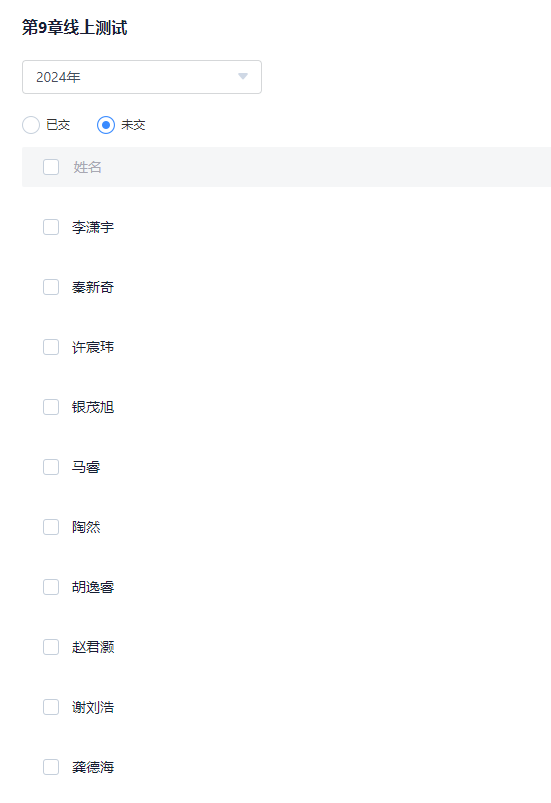 第9章线上测试
2024年
已交 未交
姓名
李潇宇
秦新奇
许宸玮
银茂旭
马睿
陶然
胡逸睿
赵君灏
谢刘浩
龚德海